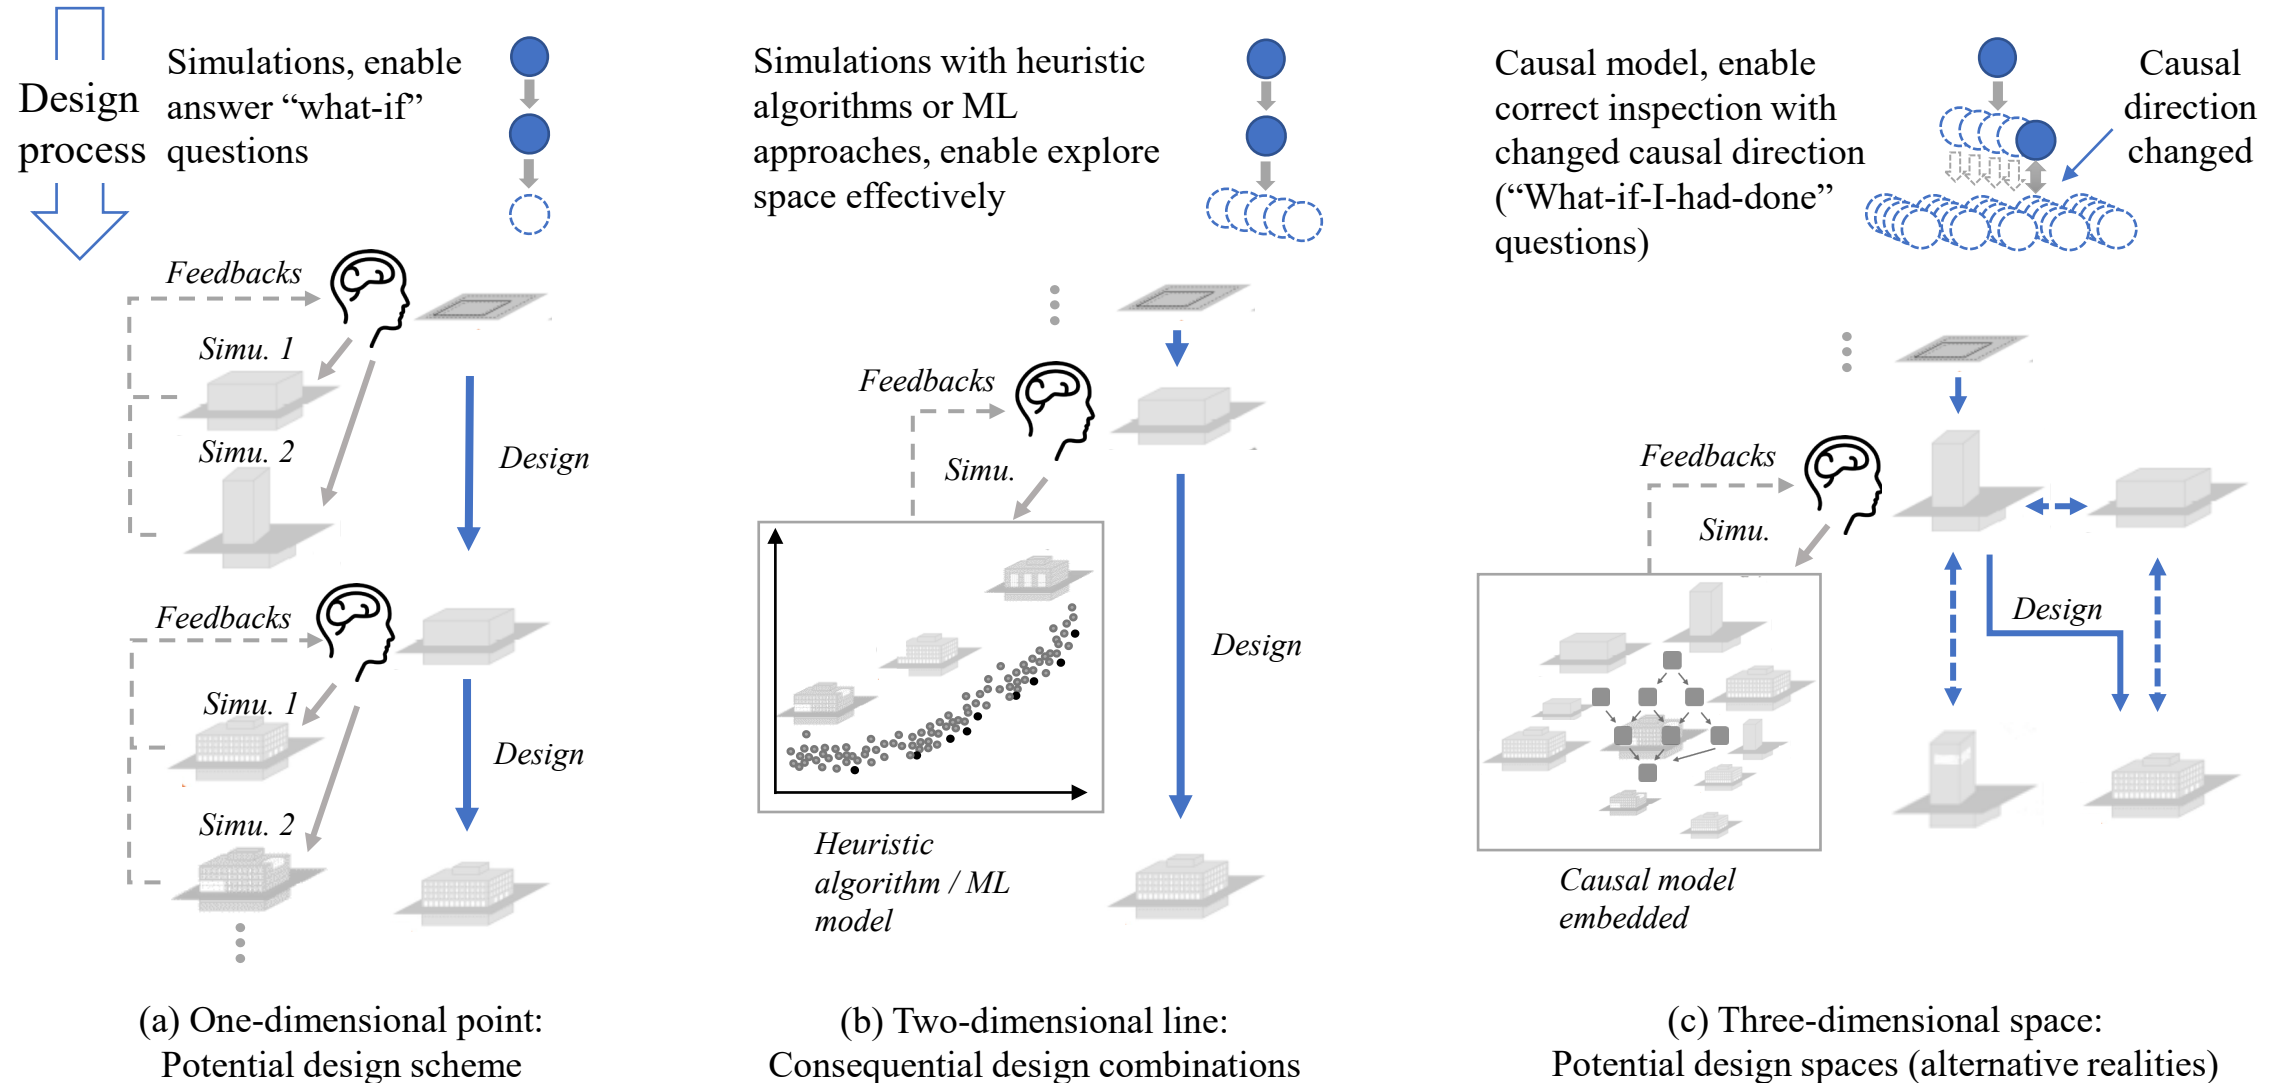 Design
process
Simulations, enable
answer “what-if”
questions
Feedbacks
Simu. 1
Simu. 2
Design
Feedbacks
Simu. 1
Design
Simu. 2
(a) One-dimensional point:
Potential design scheme
Simulations with heuristic
algorithms or ML
approaches, enable explore
space effectively
Feedbacks
Simu.
Design
Heuristic
algorithm / ML
model
(b) Two-dimensional line:
Consequential design combinations
Causal model, enable
correct inspection with
changed causal direction
(“What-if-I-had-done”
questions)
Causal
direction
changed
Feedbacks
Simu.
Design
Causal model
embedded
(c) Three-dimensional space:
Potential design spaces (alternative realities)